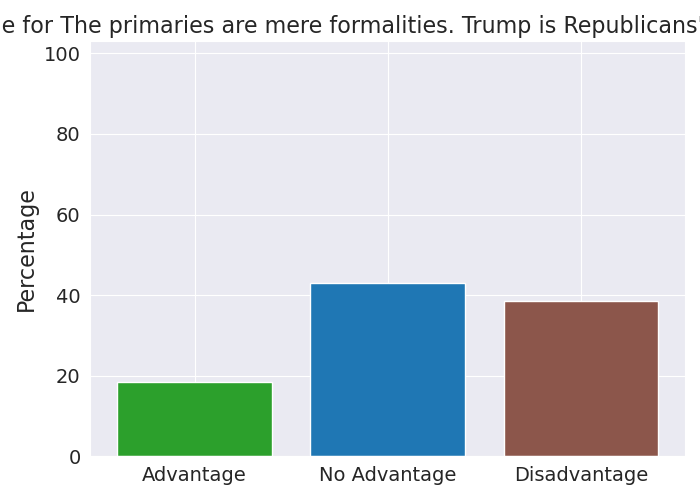 e for The primaries are mere formalities. Trump is Republicans'
100
80
60
40
20
0
Percentage
Advantage No Advantage Disadvantage